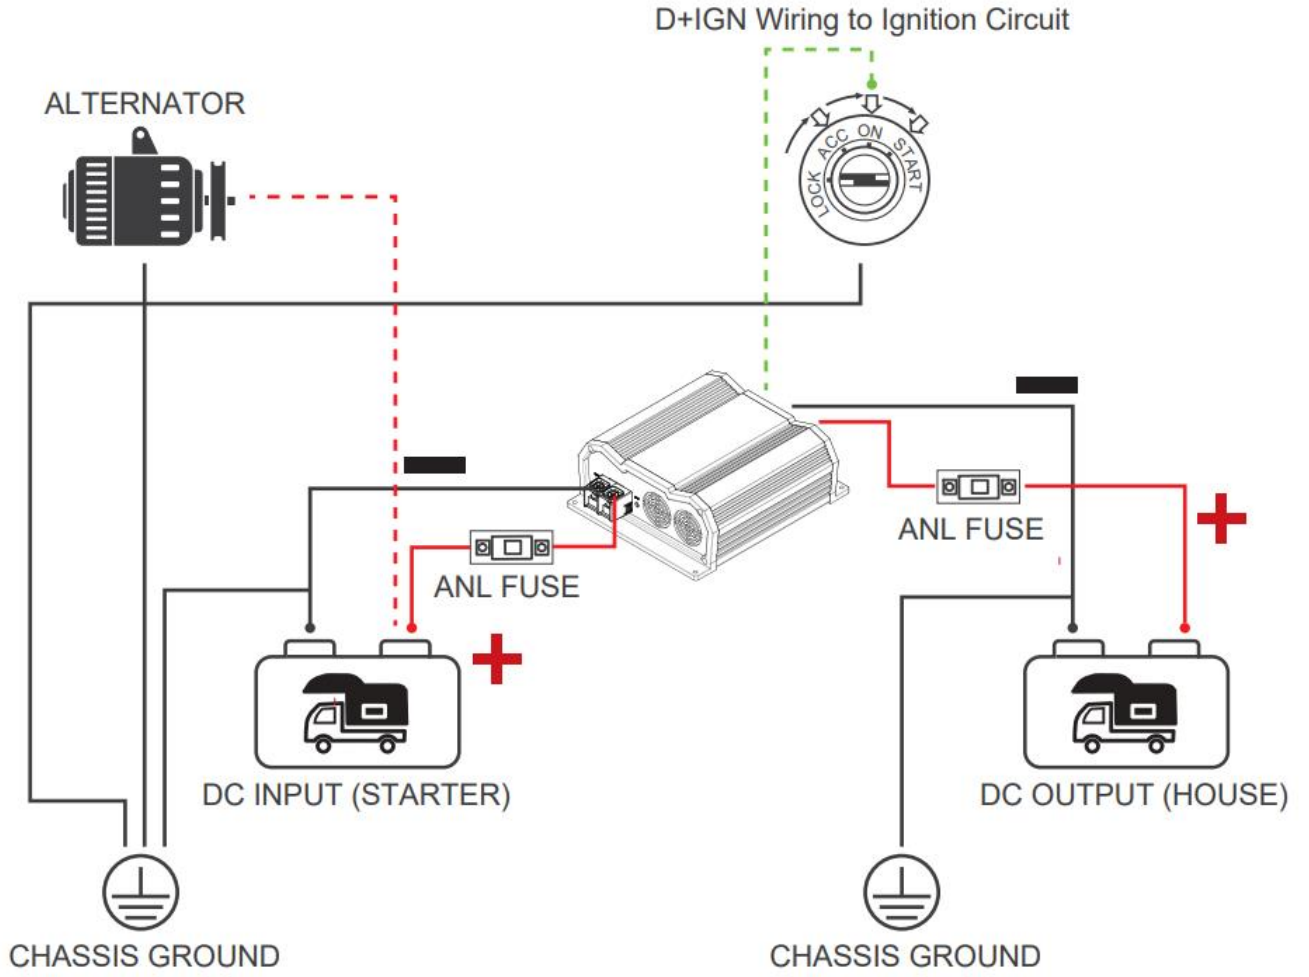 D+IGN Wiring to Ignition Circuit
ALTERNATOR
LOCK ACC ON START
ANL FUSE
ANL FUSE
DC INPUT (STARTER)
DC OUTPUT (HOUSE)
CHASSIS GROUND
CHASSIS GROUND